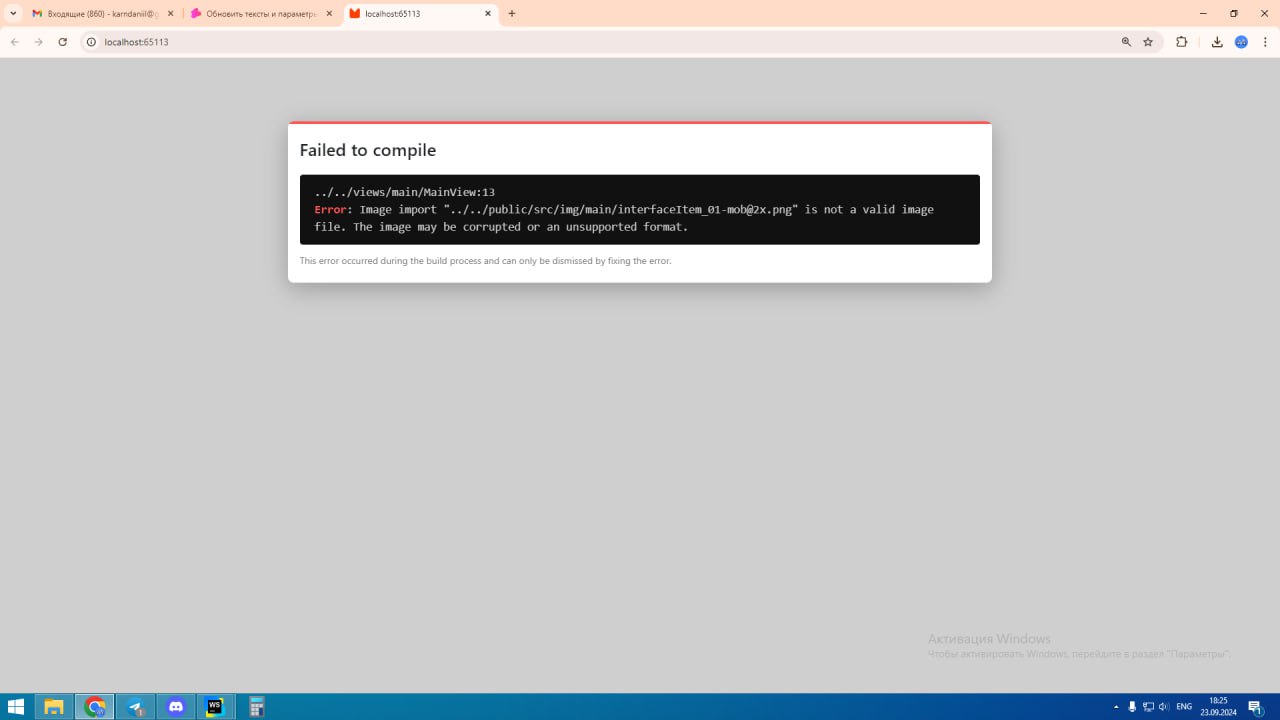 Входящие (860) - karndaniil@g
Обновить тексты и параметры
localhost:65113
localhost:65113
Failed to compile
../../views/main/MainView:13
Error: Image import "../../public/src/img/main/interfaceItem_01-mob@2x.png" is not a valid image
file. The image may be corrupted or an unsupported format.
This error occurred during the build process and can only be dismissed by fixing the error.
Активация Windows
Чтобы активировать Windows, перейдите в раздел "Параметры".
WS
1
ENG
18:25
23.09.2024
1